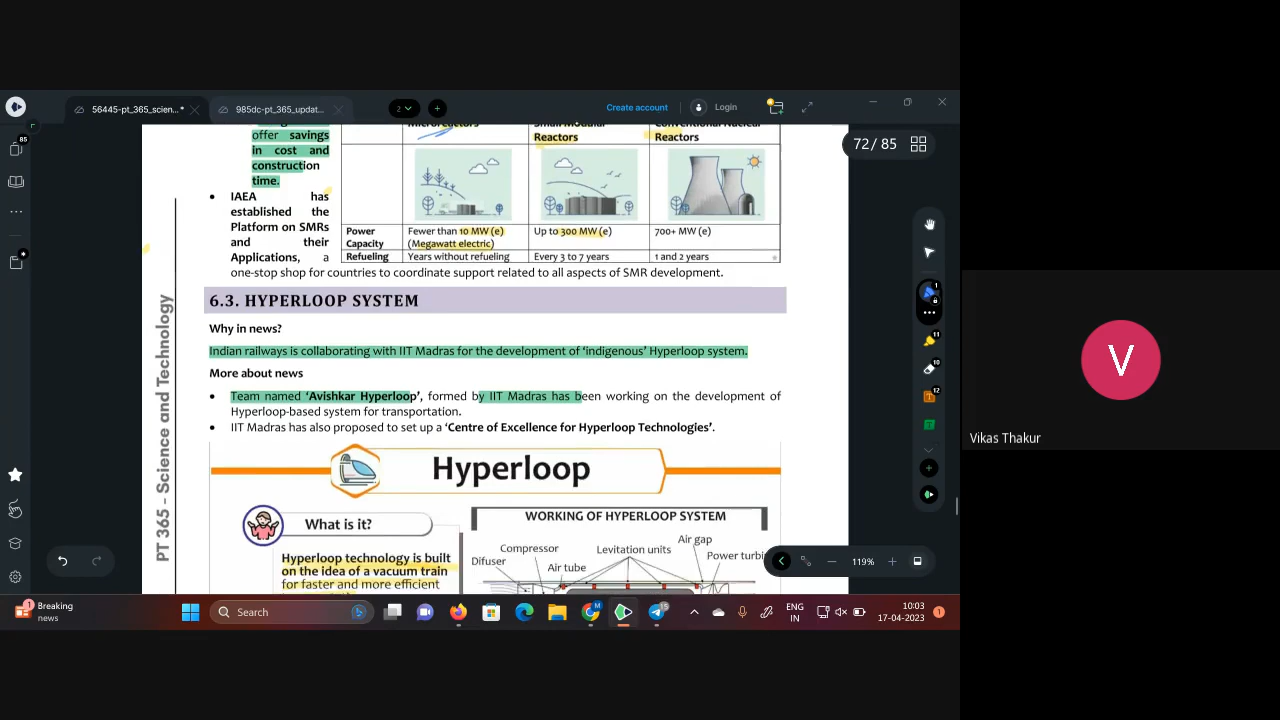 56445-pt_365_scien...*
985dc-pt_365_updat...
2
Create account
Login
85
72/ 85
offer savings
in cost and
construction
time.
Reactors
Reactors
IAEA has
established the
Platform on SMRs
and their
Applications, a
one-stop shop for countries to coordinate support related to all aspects of SMR development.
Power Capacity
Fewer than 10 MW (e)
(Megawatt electric)
Up to 300 MW (e)
700+ MW (e)
Refueling
Years without refueling
Every 3 to 7 years
1 and 2 years
6.3. HYPERLOOP SYSTEM
Why in news?
Indian railways is collaborating with IIT Madras for the development of 'indigenous' Hyperloop system.
More about news
Team named 'Avishkar Hyperloop', formed by IIT Madras has been working on the development of
Hyperloop-based system for transportation.
IIT Madras has also proposed to set up a 'Centre of Excellence for Hyperloop Technologies'.
PT 365 - Science and Technology
Hyperloop
What is it?
Hyperloop technology is built
on the idea of a vacuum train
for faster and more efficient
WORKING OF HYPERLOOP SYSTEM
Difuser
Compressor
Air tube
Levitation units
Air gap
Power turbi
1
11
10
12
119%
V
Vikas Thakur
1
Breaking
news
Search
15
ENG
IN
10:03
17-04-2023
1